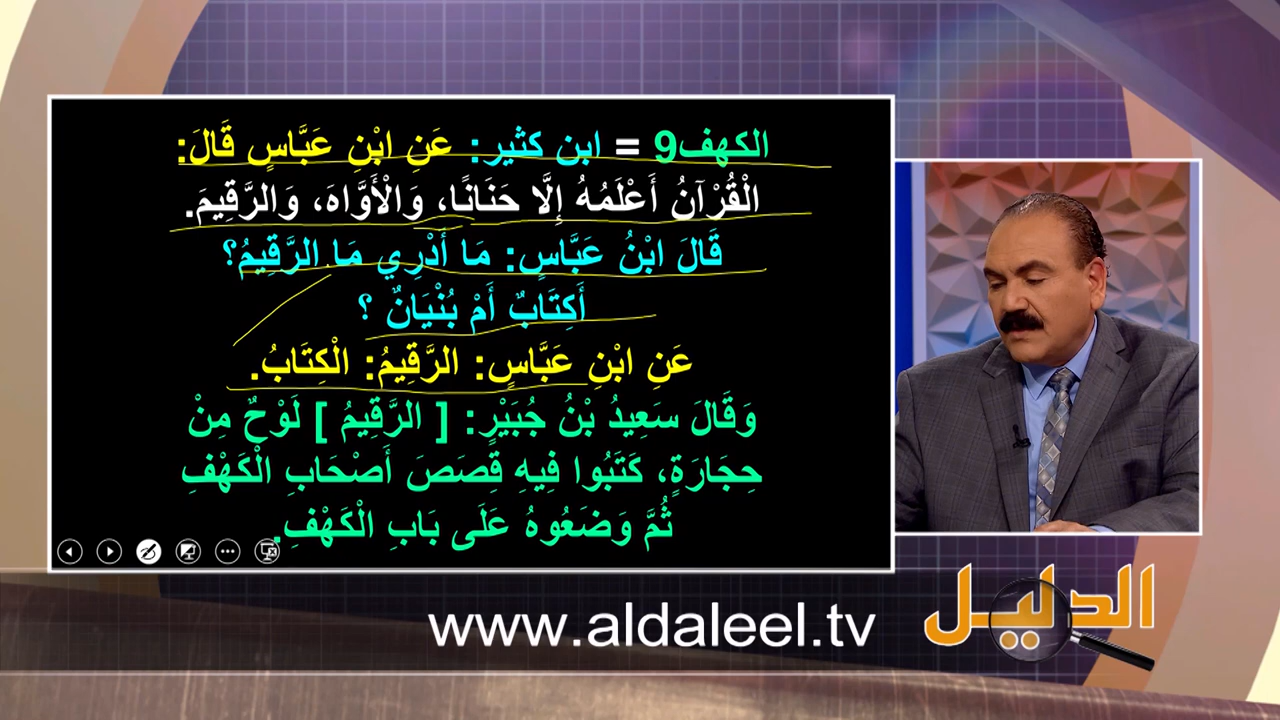 الكهف9 = ابن كثير: عَنِ ابْنِ عَبَّاسٍ قَالَ:
الْقُرْآنُ أَعْلَمُهُ إِلَّا حَنَانًا، وَالْأَوَّاهَ، وَالرَّقِيمَ.
قَالَ ابْنُ عَبَّاسٍ: مَا أَدْرِي مَا الرَّقِيمُ؟
أَكِتَابٌ أَمْ بُنْيَانٌ ؟
عَنِ ابْنِ عَبَّاسٍ: الرَّقِيمُ: الْكِتَابُ.
وَقَالَ سَعِيدُ بْنُ جُبَيْرٍ: [ الرَّقِيمُ ] لَوْحٌ مِنْ
حِجَارَةٍ، كَتَبُوا فِيهِ قِصَصَ أَصْحَابِ الْكَهْفِ
ثُمَّ وَضَعُوهُ عَلَى بَابِ الْكَهْفِ.
الدليل
www.aldaleel.tv